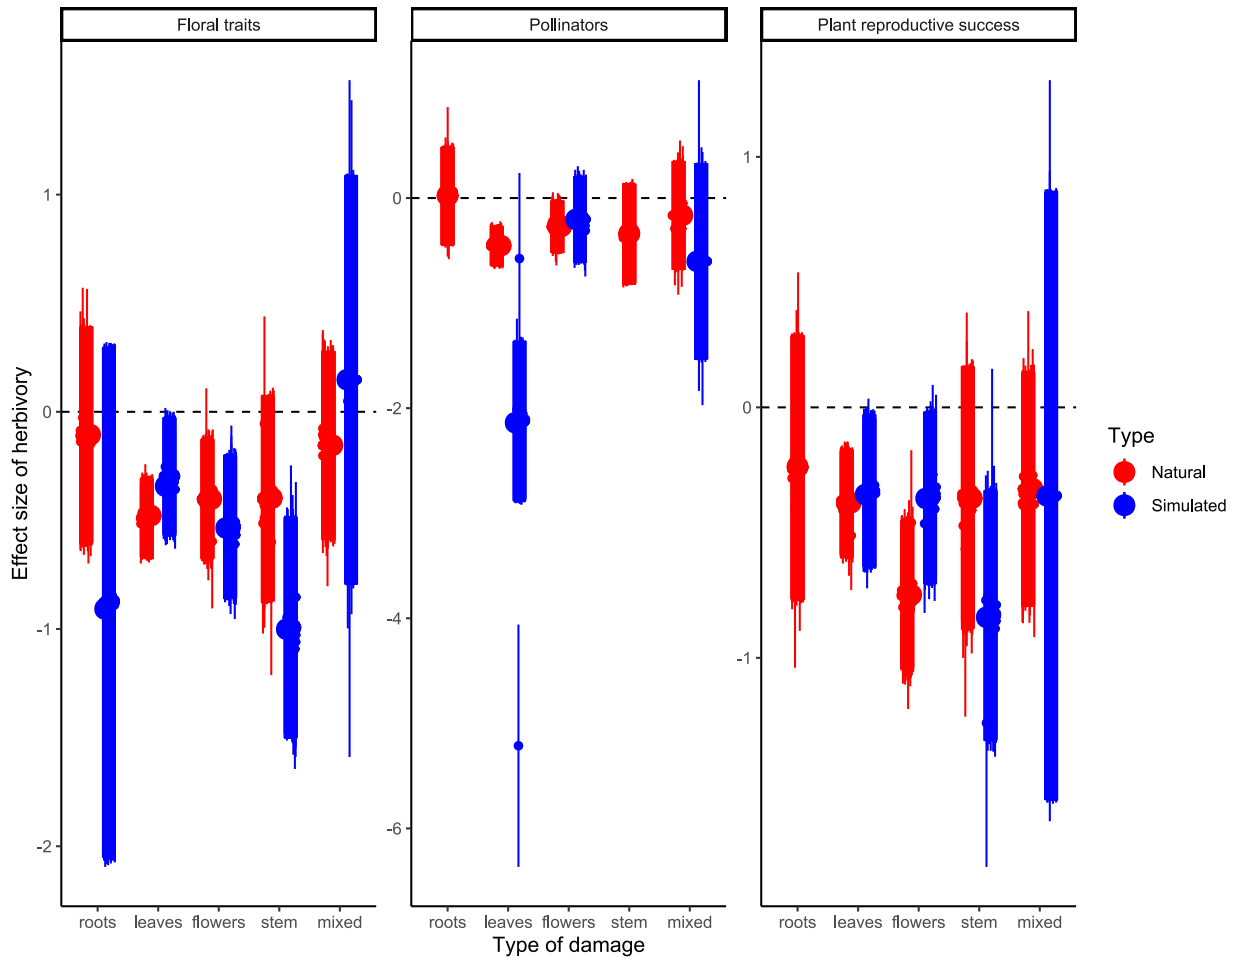 Floral traits
Pollinators
Plant reproductive success
Effect size of herbivory
1
0
-1
-2
0
-2
-4
-6
1
0
-1
roots leaves flowers stem mixed
roots leaves flowers stem mixed
roots leaves flowers stem mixed
Type of damage
Type
Natural
Simulated